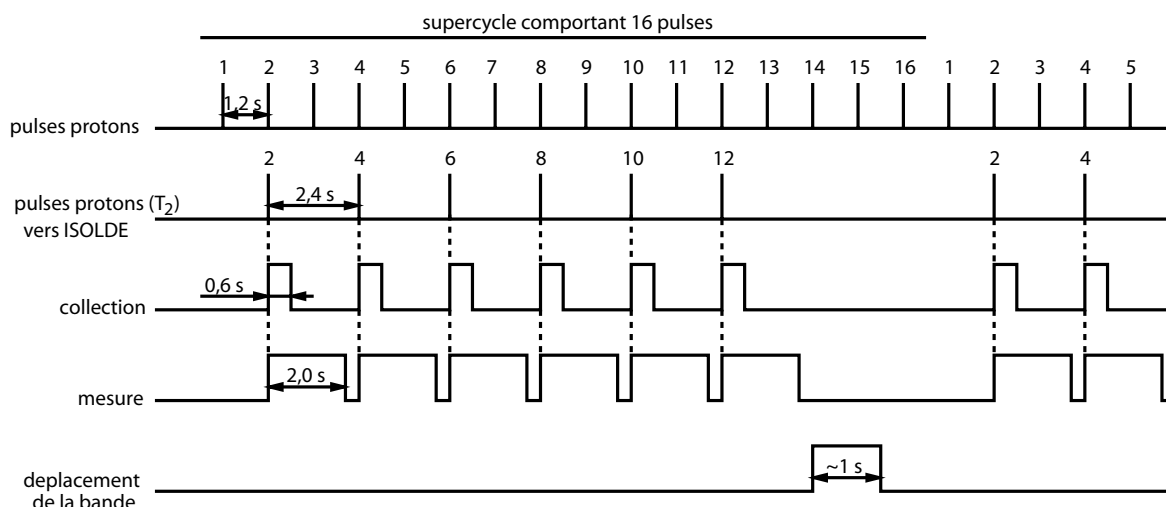 supercycle comportant 16 pulses
1 2 3 4 5 6 7 8 9 10 11 12 13 14 15 16 1 2 3 4 5
1,2 s
pulses protons
2 4 6 8 10 12 2 4
2,4 s
pulses protons (T2)
vers ISOLDE
0,6 s
collection
2,0 s
mesure
~1 s
deplacement
de la bande